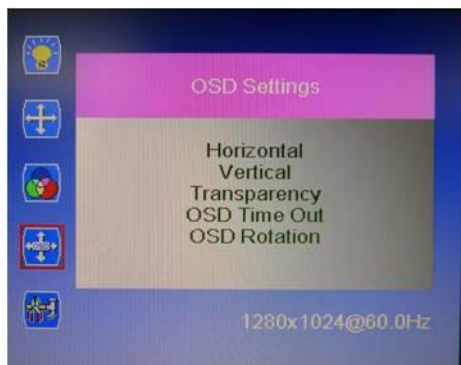 OSD Settings
Horizontal
Vertical
Transparency
OSD Time Out
OSD Rotation
1280x1024@60.0Hz